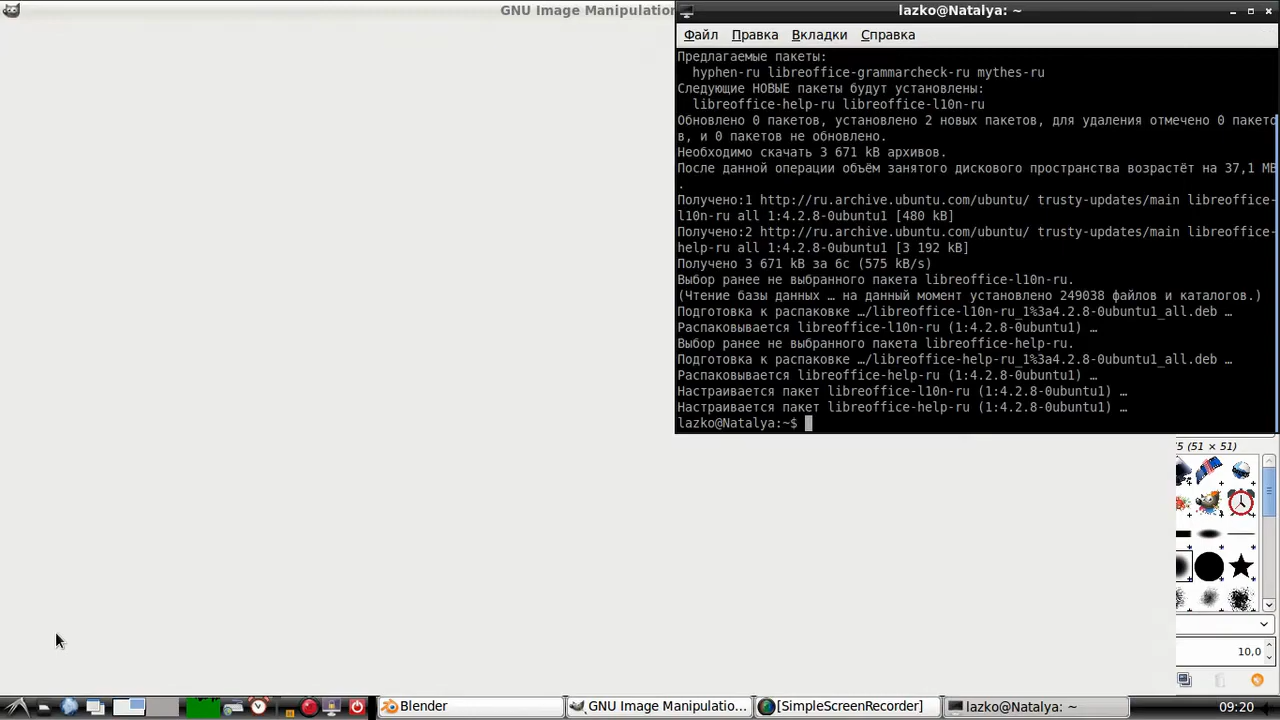 GNU Image Manipulation
lazko@Natalya: ~
Файл Правка Вкладки Справка
Предлагаемые пакеты:
hyphen-ru libreoffice-grammarcheck-ru mythes-ru
Следующие НОВЫЕ пакеты будут установлены:
libreoffice-help-ru libreoffice-l10n-ru
Обновлено 0 пакетов, установлено 2 новых пакетов, для удаления отмечено 0 пакето
в, и 0 пакетов не обновлено.
Необходимо скачать 3 671 kB архивов.
После данной операции объём занятого дискового пространства возрастёт на 37,1 MB
.
Получено:1 http://ru.archive.ubuntu.com/ubuntu/ trusty-updates/main libreoffice-
l10n-ru all 1:4.2.8-0ubuntu1 [480 kB]
Получено:2 http://ru.archive.ubuntu.com/ubuntu/ trusty-updates/main libreoffice-
help-ru all 1:4.2.8-0ubuntu1 [3 192 kB]
Получено 3 671 kB за 6с (575 kB/s)
Выбор ранее не выбранного пакета libreoffice-l10n-ru.
(Чтение базы данных … на данный момент установлено 249038 файлов и каталогов.)
Подготовка к распаковке …/libreoffice-l10n-ru_1%3a4.2.8-0ubuntu1_all.deb …
Распаковывается libreoffice-l10n-ru (1:4.2.8-0ubuntu1) …
Выбор ранее не выбранного пакета libreoffice-help-ru.
Подготовка к распаковке …/libreoffice-help-ru_1%3a4.2.8-0ubuntu1_all.deb …
Распаковывается libreoffice-help-ru (1:4.2.8-0ubuntu1) …
Настраивается пакет libreoffice-l10n-ru (1:4.2.8-0ubuntu1) …
Настраивается пакет libreoffice-help-ru (1:4.2.8-0ubuntu1) …
lazko@Natalya:~$
5 (51 × 51)
10,0
Blender GNU Image Manipulatio... [SimpleScreenRecorder] lazko@Natalya: ~ 09:20